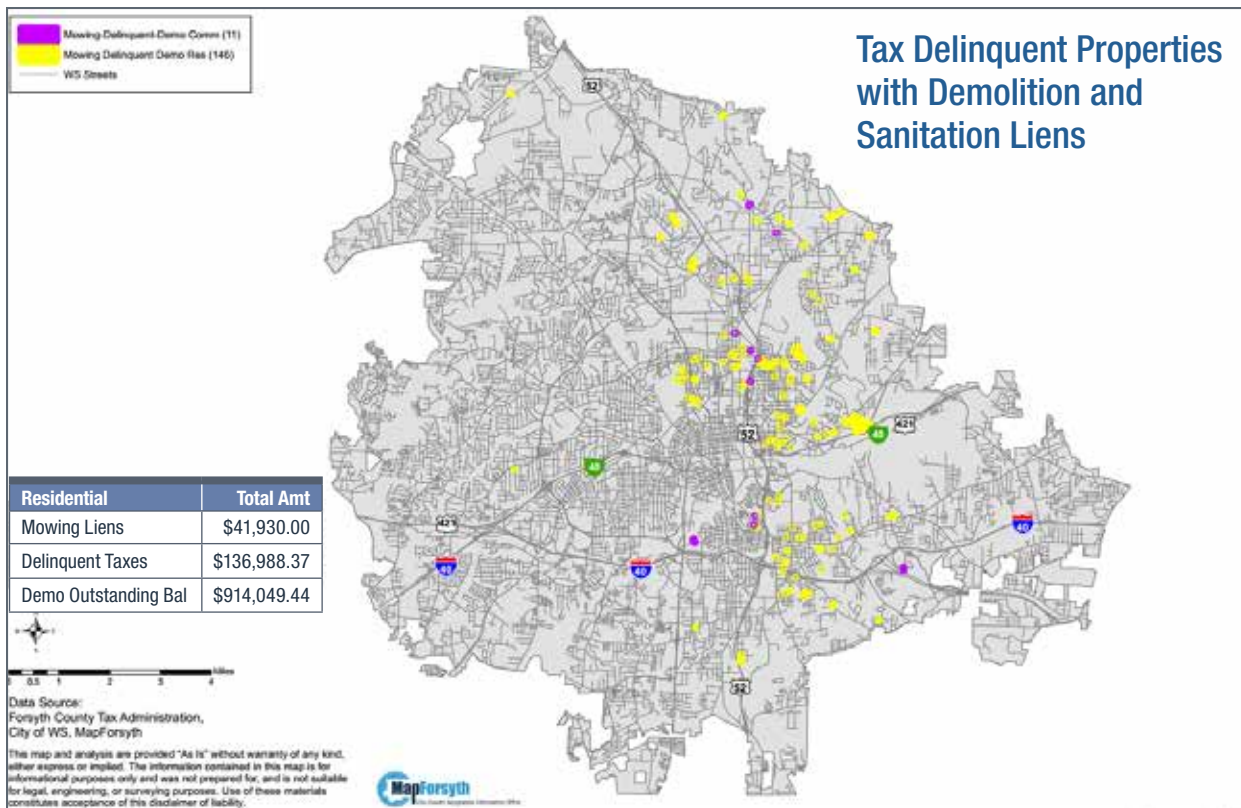 Mowing-Delinquent-Demo Comm (11)
Mowing Delinquent Demo Res (146)
WS Streets
Tax Delinquent Properties
with Demolition and
Sanitation Liens
52
52
421
421
40
40
40
52
Residential Total Amt
Mowing Liens $41,930.00
Delinquent Taxes $136,988.37
Demo Outstanding Bal $914,049.44
Miles
0 0.5 1 2 3 4
Data Source:
Forsyth County Tax Administration,
City of WS, MapForsyth
This map and analysis are provided "As Is" without warranty of any kind,
either express or implied. The information contained in this map is for
informational purposes only and was not prepared for, and is not suitable
for legal, engineering, or surveying purposes. Use of these materials
constitutes acceptance of this disclaimer of liability.
MapForsyth